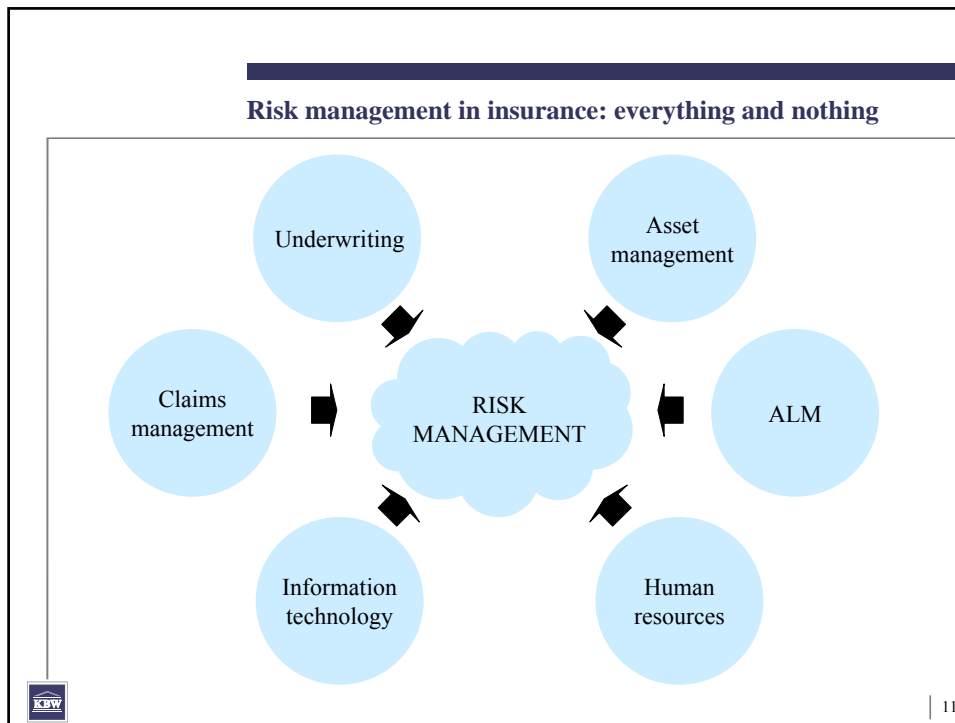 Risk management in insurance: everything and nothing
Underwriting
Asset
management
Claims
management
RISK
MANAGEMENT
ALM
Information
technology
Human
resources
KBW
11